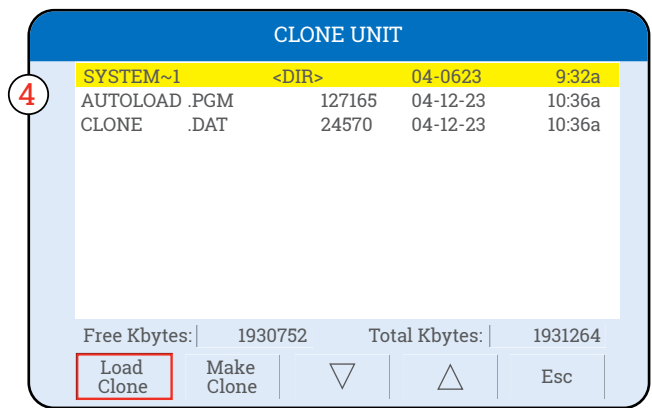 CLONE UNIT
4
SYSTEM~1 <DIR> 04-0623 9:32a
AUTOLOAD .PGM 127165 04-12-23 10:36a
CLONE .DAT 24570 04-12-23 10:36a
Free Kbytes: 1930752 Total Kbytes: 1931264
Load Clone
Make Clone
Esc